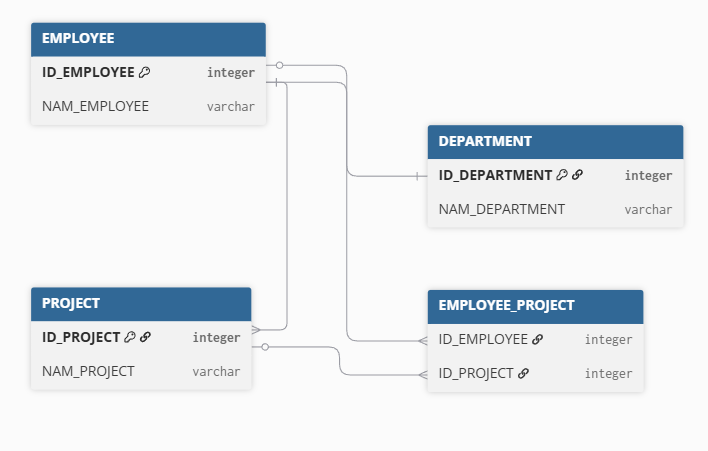 EMPLOYEE
ID_EMPLOYEE integer
NAM_EMPLOYEE varchar
DEPARTMENT
ID_DEPARTMENT integer
NAM_DEPARTMENT varchar
PROJECT
ID_PROJECT integer
NAM_PROJECT varchar
EMPLOYEE_PROJECT
ID_EMPLOYEE integer
ID_PROJECT integer